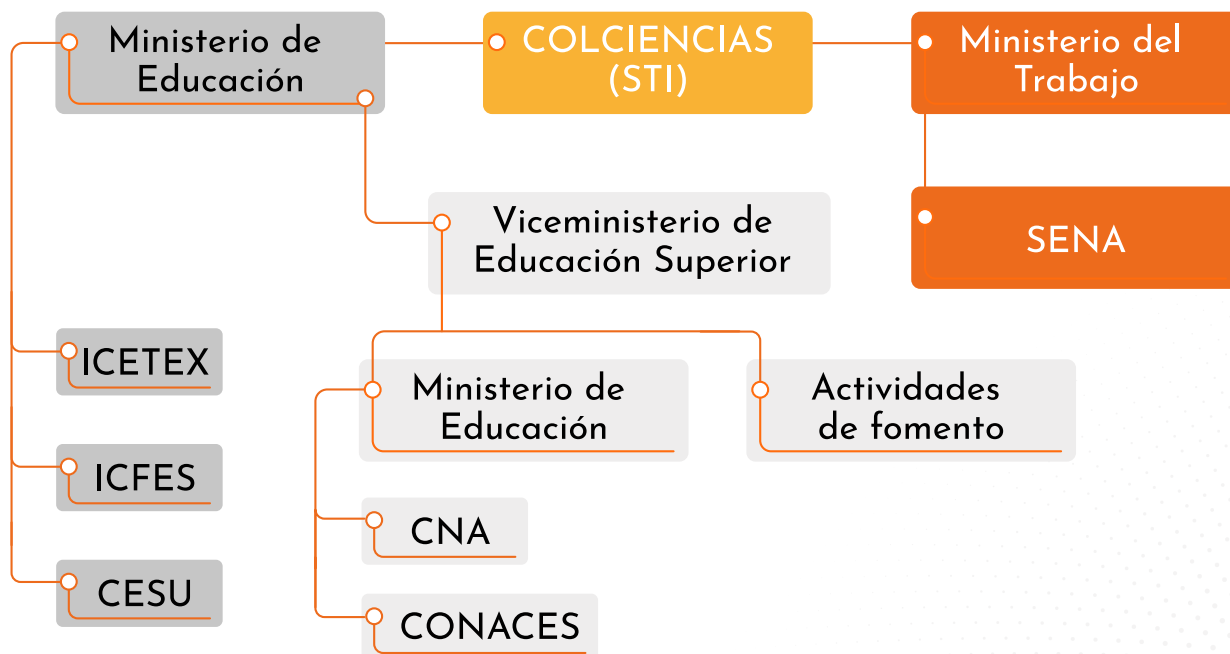 Ministerio de
Educación
COLCIENCIAS
(STI)
Ministerio del
Trabajo
Viceministerio de
Educación Superior
SENA
ICETEX
Ministerio de
Educación
Actividades
de fomento
ICFES
CNA
CESU
CONACES